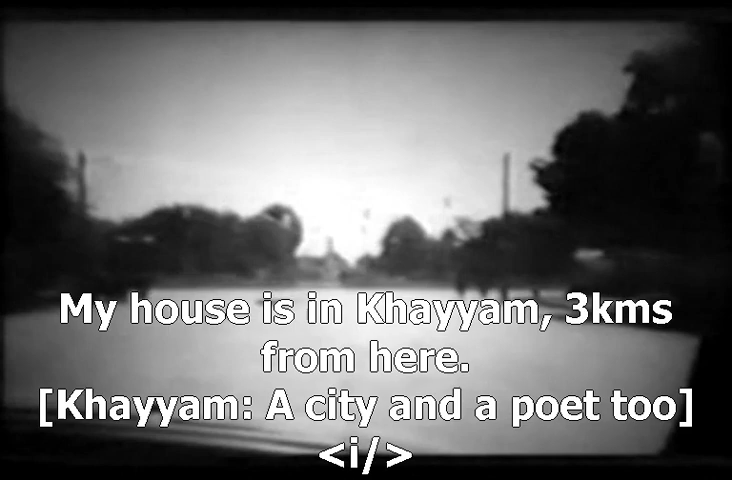 My house is in Khayyam, 3kms
from here.
[Khayyam: A city and a poet too]
<i/>